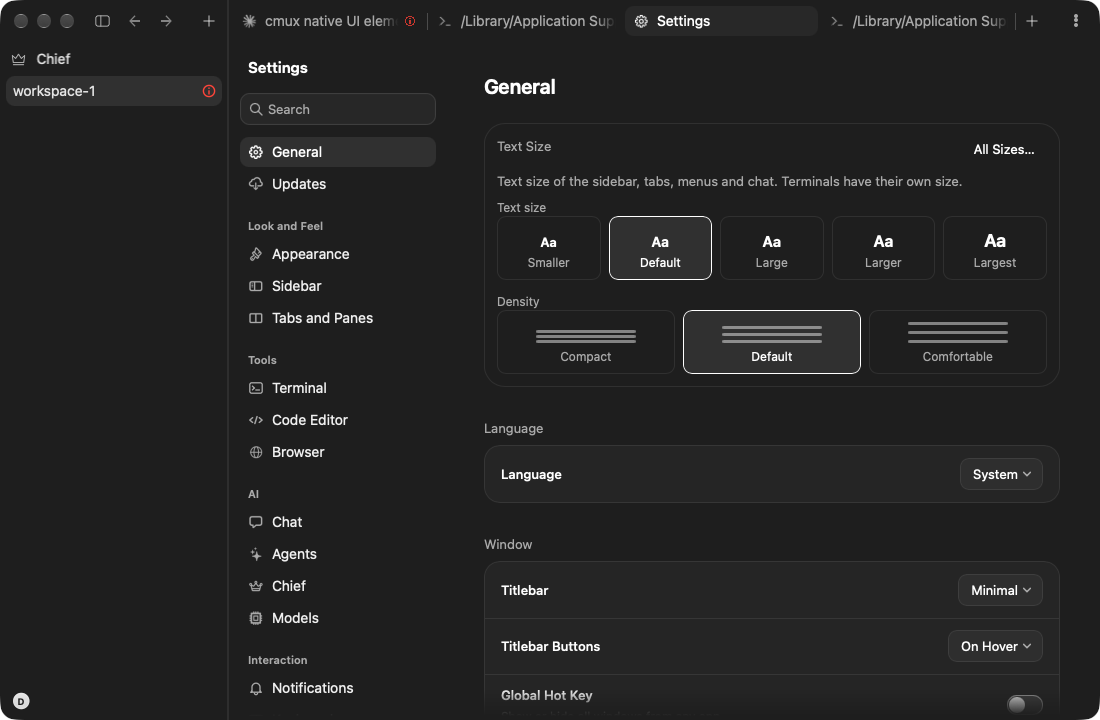 cmux native UI elem
/Library/Application Sup
Settings
/Library/Application Sup
Chief
workspace-1
D
Settings
Search
General
Updates
Look and Feel
Appearance
Sidebar
Tabs and Panes
Tools
Terminal
Code Editor
Browser
AI
Chat
Agents
Chief
Models
Interaction
Notifications
General
Text Size
All Sizes...
Text size of the sidebar, tabs, menus and chat. Terminals have their own size.
Text size
Aa Aa Aa Aa Aa
Smaller Default Large Larger Largest
Density
Compact Default Comfortable
Language
Language System
Window
Titlebar Minimal
Titlebar Buttons On Hover
Global Hot Key